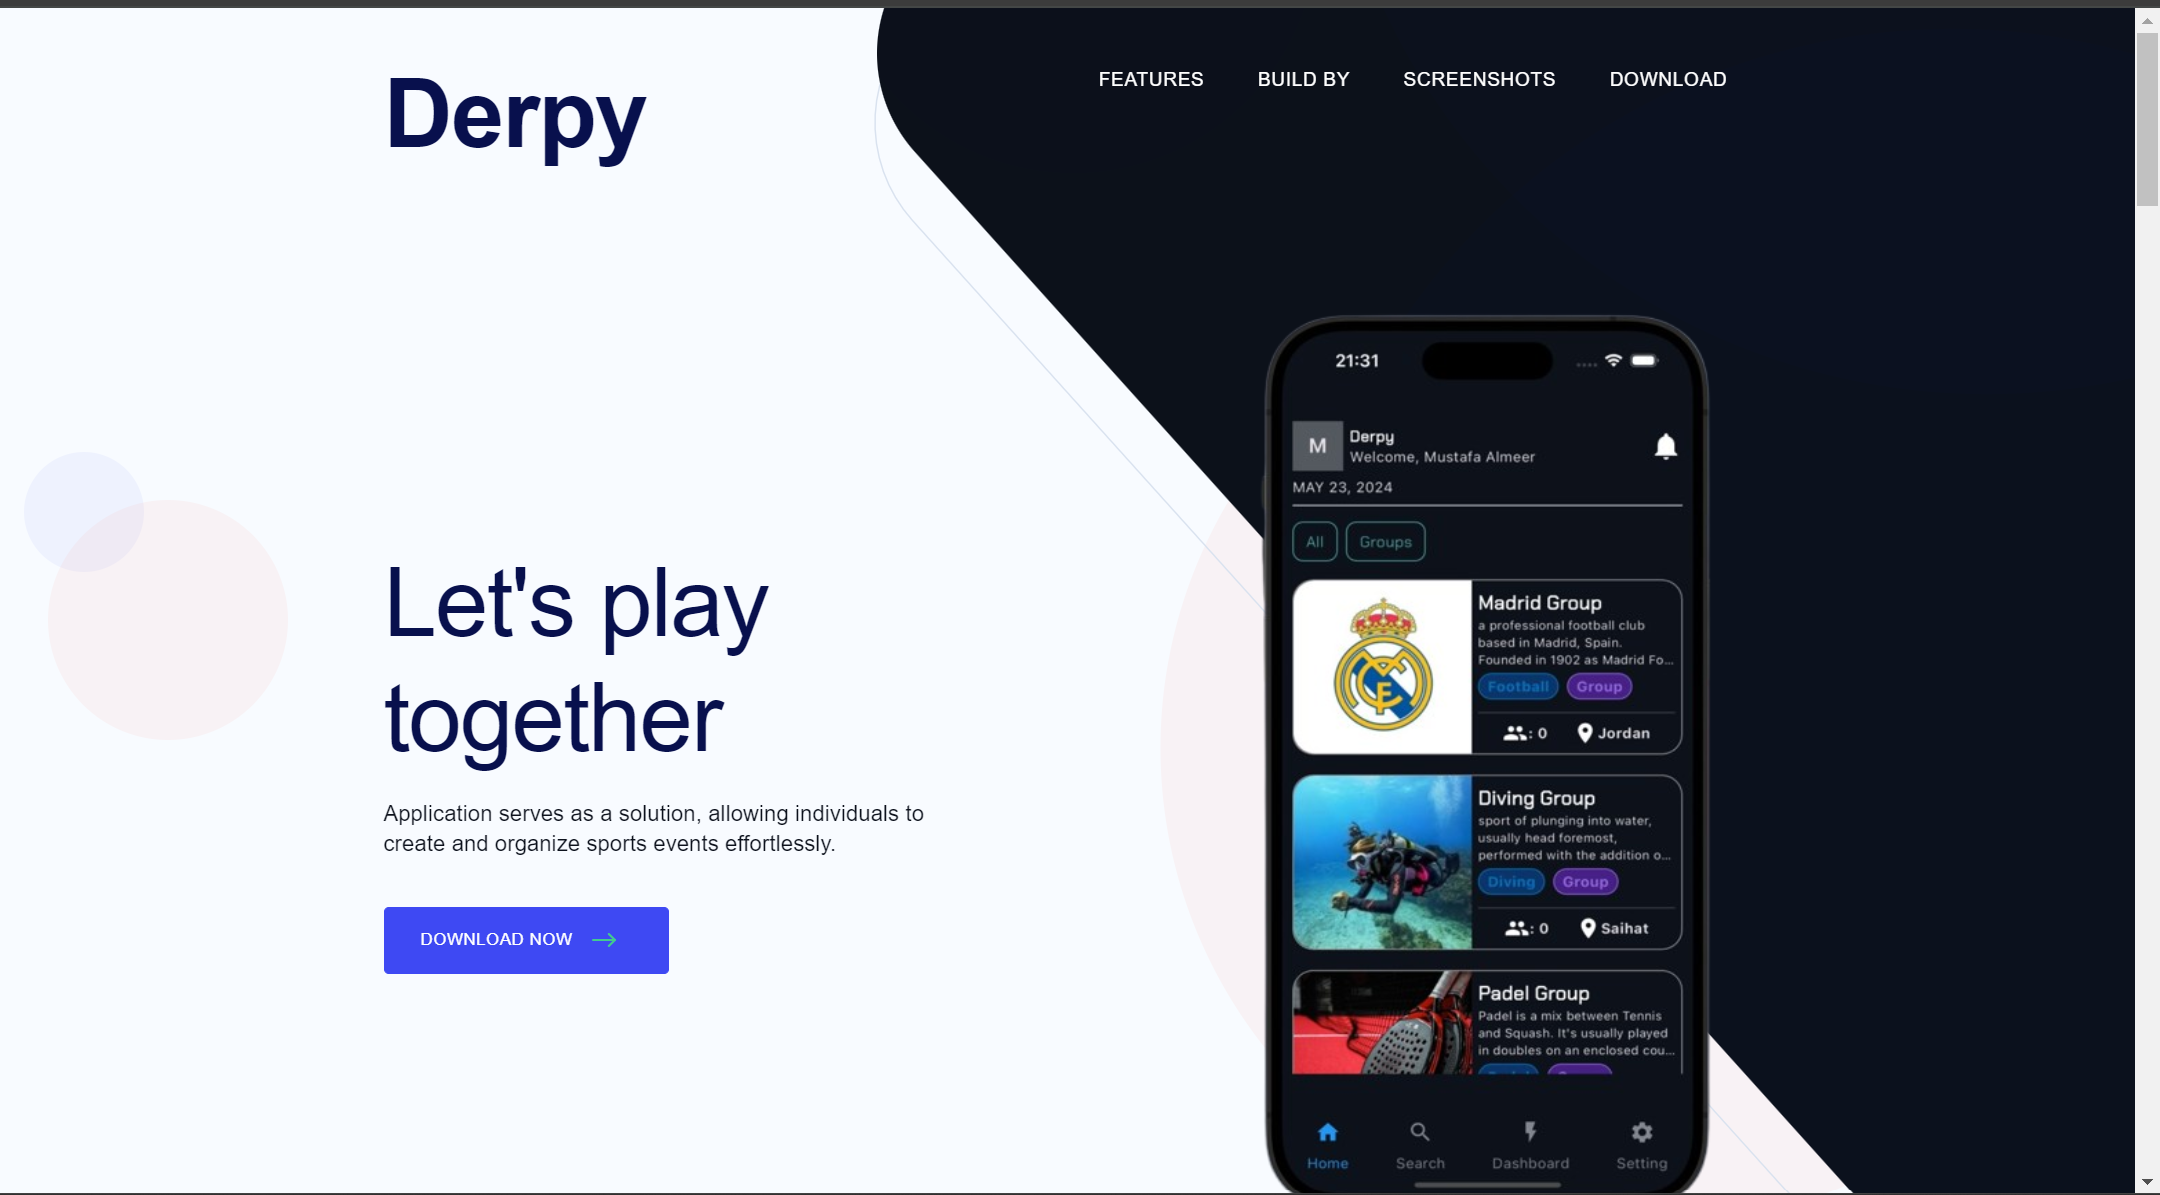 Derpy
FEATURES
BUILD BY
SCREENSHOTS
DOWNLOAD
Let's play
together
Application serves as a solution, allowing individuals to
create and organize sports events effortlessly.
DOWNLOAD NOW
21:31
M
Derpy
Welcome, Mustafa Almeer
MAY 23, 2024
All
Groups
Madrid Group
a professional football club
based in Madrid, Spain.
Founded in 1902 as Madrid Fo...
Football
Group
: 0
Jordan
Diving Group
sport of plunging into water,
usually head foremost,
performed with the addition o...
Diving
Group
: 0
Saihat
Padel Group
Padel is a mix between Tennis
and Squash. It's usually played
in doubles on an enclosed cou...
Home
Search
Dashboard
Setting